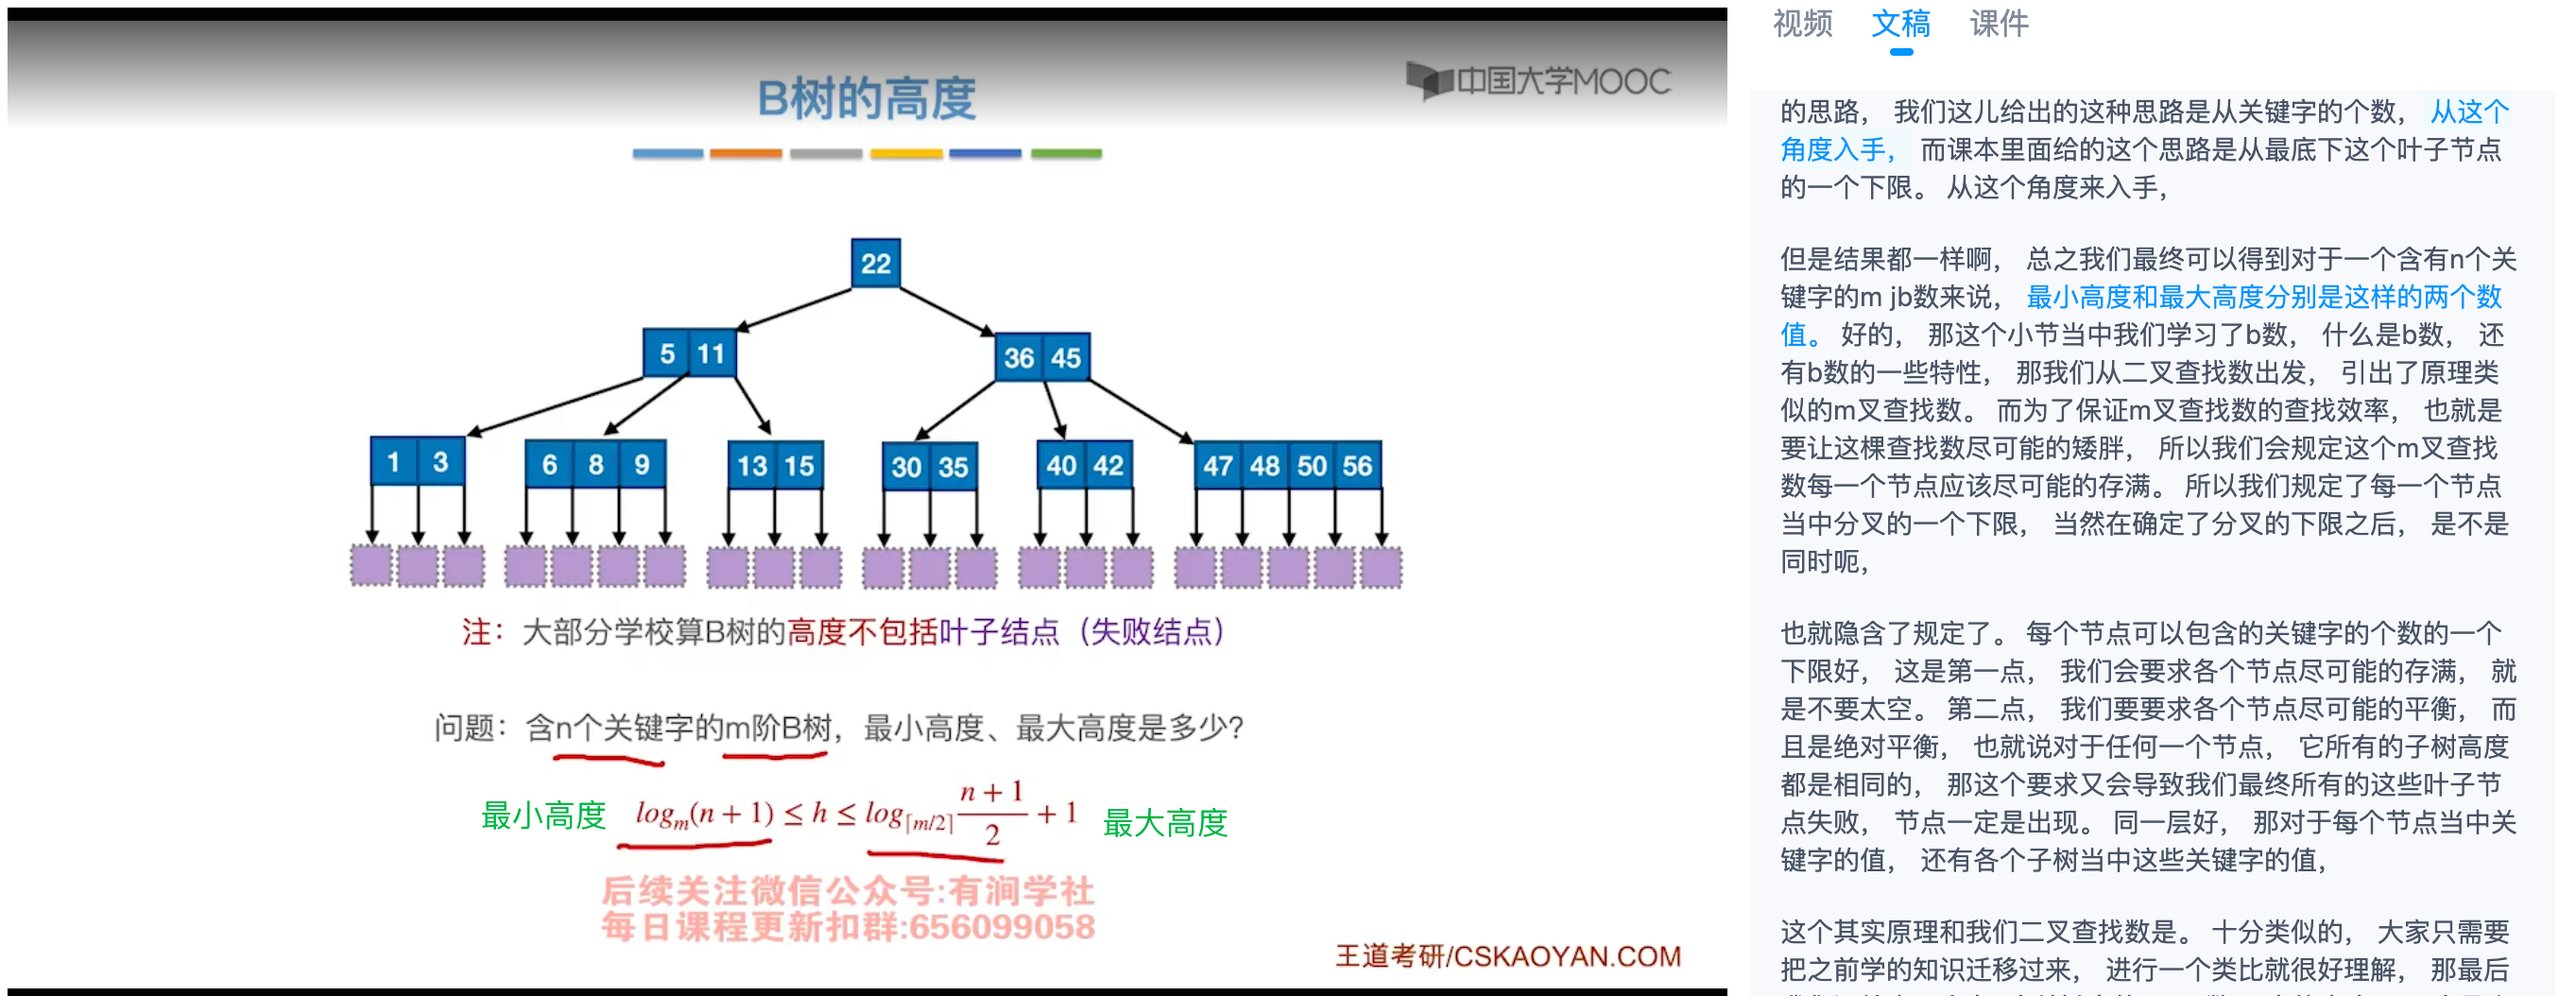 B树的高度
中国大学MOOC
22
5 11
36 45
1 3
6 8 9
13 15
30 35
40 42
47 48 50 56
注：大部分学校算B树的高度不包括叶子结点（失败结点）
问题：含n个关键字的m阶B树，最小高度、最大高度是多少？
最小高度 log_m(n + 1) ≤ h ≤ log_⌈m/2⌉ (n + 1)/2 + 1 最大高度
后续关注微信公众号:有涧学社
每日课程更新扣群:656099058
王道考研/CSKAOYAN.COM
视频 文稿 课件
的思路， 我们这儿给出的这种思路是从关键字的个数， 从这个
角度入手， 而课本里面给的这个思路是从最底下这个叶子节点
的一个下限。 从这个角度来入手，
但是结果都一样啊， 总之我们最终可以得到对于一个含有n个关
键字的m jb数来说， 最小高度和最大高度分别是这样的两个数
值。 好的， 那这个小节当中我们学习了b数， 什么是b数， 还
有b数的一些特性， 那我们从二叉查找数出发， 引出了原理类
似的m叉查找数。 而为了保证m叉查找数的查找效率， 也就是
要让这棵查找数尽可能的矮胖， 所以我们会规定这个m叉查找
数每一个节点应该尽可能的存满。 所以我们规定了每一个节点
当中分叉的一个下限， 当然在确定了分叉的下限之后， 是不是
同时呃，
也就隐含了规定了。 每个节点可以包含的关键字的个数的一个
下限好， 这是第一点， 我们会要求各个节点尽可能的存满， 就
是不要太空。 第二点， 我们要要求各个节点尽可能的平衡， 而
且是绝对平衡， 也就说对于任何一个节点， 它所有的子树高度
都是相同的， 那这个要求又会导致我们最终所有的这些叶子节
点失败， 节点一定是出现。 同一层好， 那对于每个节点当中关
键字的值， 还有各个子树当中这些关键字的值，
这个其实原理和我们二叉查找数是。 十分类似的， 大家只需要
把之前学的知识迁移过来， 进行一个类比就很好理解， 那最后